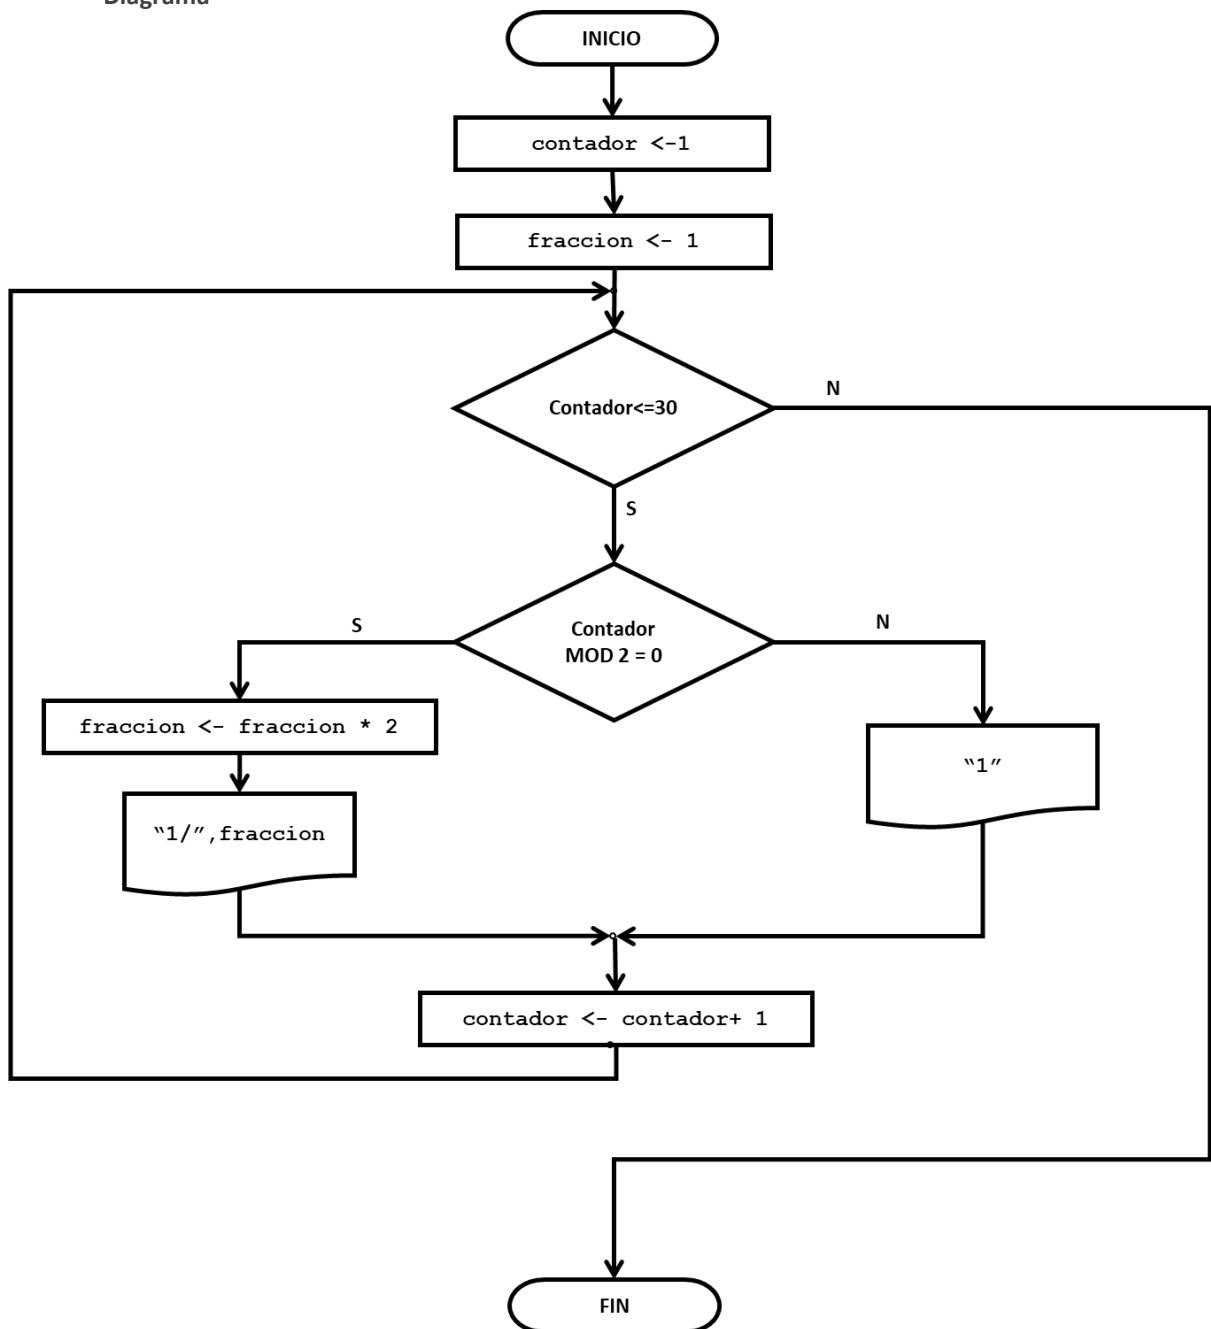 Diagrama
INICIO
contador <-1
fraccion <- 1
Contador<=30
N
S
Contador
MOD 2 = 0
S
N
fraccion <- fraccion * 2
“1”
“1/”,fraccion
contador <- contador+ 1
FIN